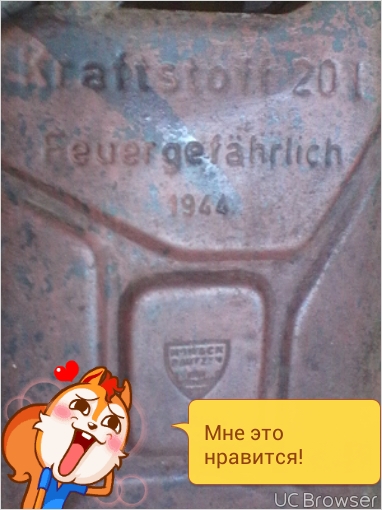 Kraftstoff 20 l
Feuergefährlich
1944
Мне это
нравится!
UC Browser